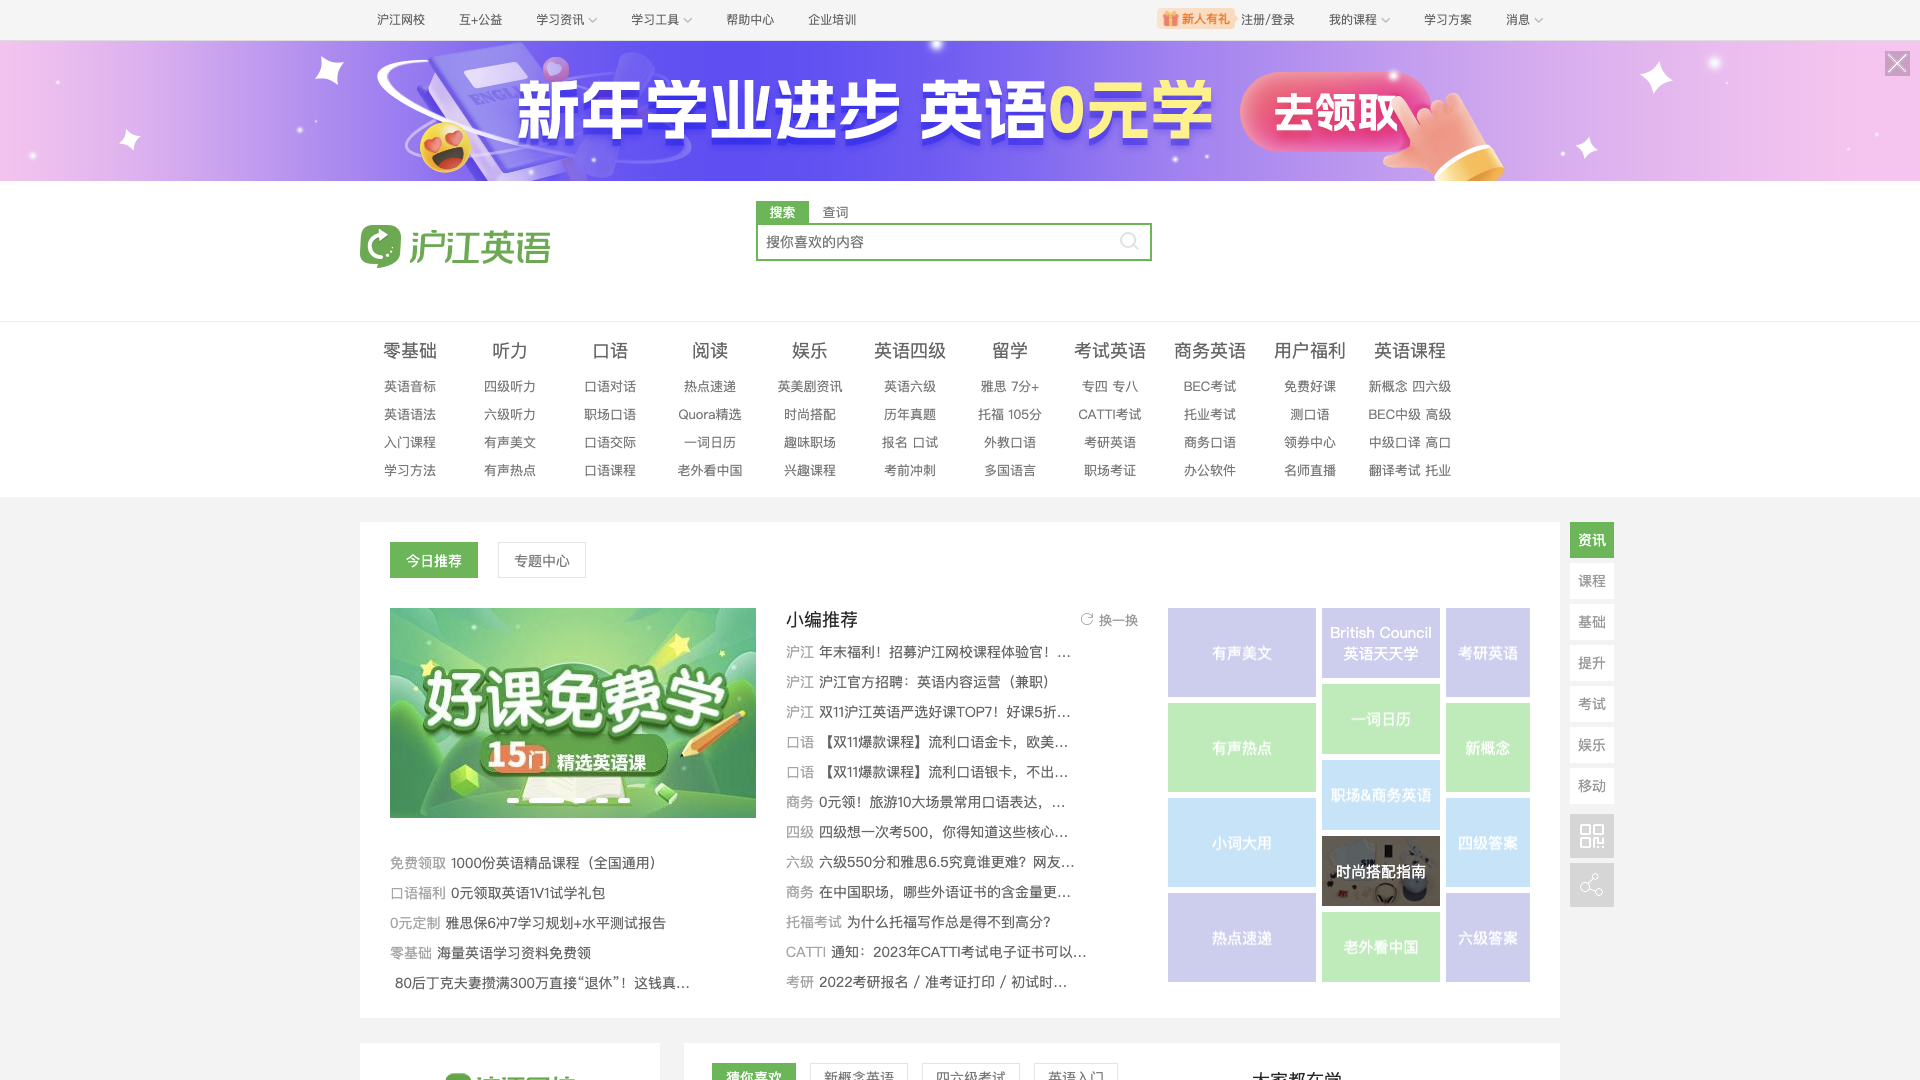 沪江网校 互+公益 学习资讯 学习工具 帮助中心 企业培训
新人有礼 注册/登录 我的课程 学习方案 消息
ENGLISH
新年学业进步 英语0元学
去领取
搜索 查词
沪江英语
搜你喜欢的内容
零基础 听力 口语 阅读 娱乐 英语四级 留学 考试英语 商务英语 用户福利 英语课程
英语音标 四级听力 口语对话 热点速递 英美剧资讯 英语六级 雅思 7分+ 专四 专八 BEC考试 免费好课 新概念 四六级
英语语法 六级听力 职场口语 Quora精选 时尚搭配 历年真题 托福 105分 CATTI考试 托业考试 测口语 BEC中级 高级
入门课程 有声美文 口语交际 一词日历 趣味职场 报名 口试 外教口语 考研英语 商务口语 领券中心 中级口译 高口
学习方法 有声热点 口语课程 老外看中国 兴趣课程 考前冲刺 多国语言 职场考证 办公软件 名师直播 翻译考试 托业
今日推荐 专题中心
好课免费学
15门 精选英语课
免费领取 1000份英语精品课程（全国通用）
口语福利 0元领取英语1V1试学礼包
0元定制 雅思保6冲7学习规划+水平测试报告
零基础 海量英语学习资料免费领
80后丁克夫妻攒满300万直接“退休”！这钱真...
小编推荐 换一换
沪江 年末福利！招募沪江网校课程体验官！...
沪江 沪江官方招聘：英语内容运营（兼职）
沪江 双11沪江英语严选好课TOP7！好课5折...
口语 【双11爆款课程】流利口语金卡，欧美...
口语 【双11爆款课程】流利口语银卡，不出...
商务 0元领！旅游10大场景常用口语表达，...
四级 四级想一次考500，你得知道这些核心...
六级 六级550分和雅思6.5究竟谁更难？网友...
商务 在中国职场，哪些外语证书的含金量更...
托福考试 为什么托福写作总是得不到高分？
CATTI 通知：2023年CATTI考试电子证书可以...
考研 2022考研报名 / 准考证打印 / 初试时...
有声美文
有声热点
小词大用
热点速递
British Council
英语天天学
一词日历
职场&商务英语
时尚搭配指南
老外看中国
考研英语
新概念
四级答案
六级答案
资讯
课程
基础
提升
考试
娱乐
移动
沪江网校
猜你喜欢 新概念英语 四六级考试 英语入门
大家都在学